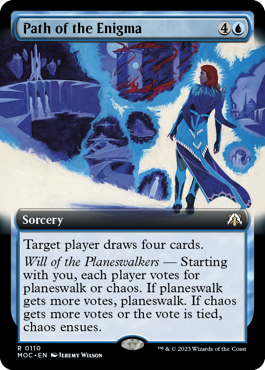 Path of the Enigma 4
Sorcery
Target player draws four cards.
Will of the Planeswalkers — Starting
with you, each player votes for
planeswalk or chaos. If planeswalk
gets more votes, planeswalk. If chaos
gets more votes or the vote is tied,
chaos ensues.
R 0110
MOC • EN JEREMY WILSON
™ & © 2023 Wizards of the Coast